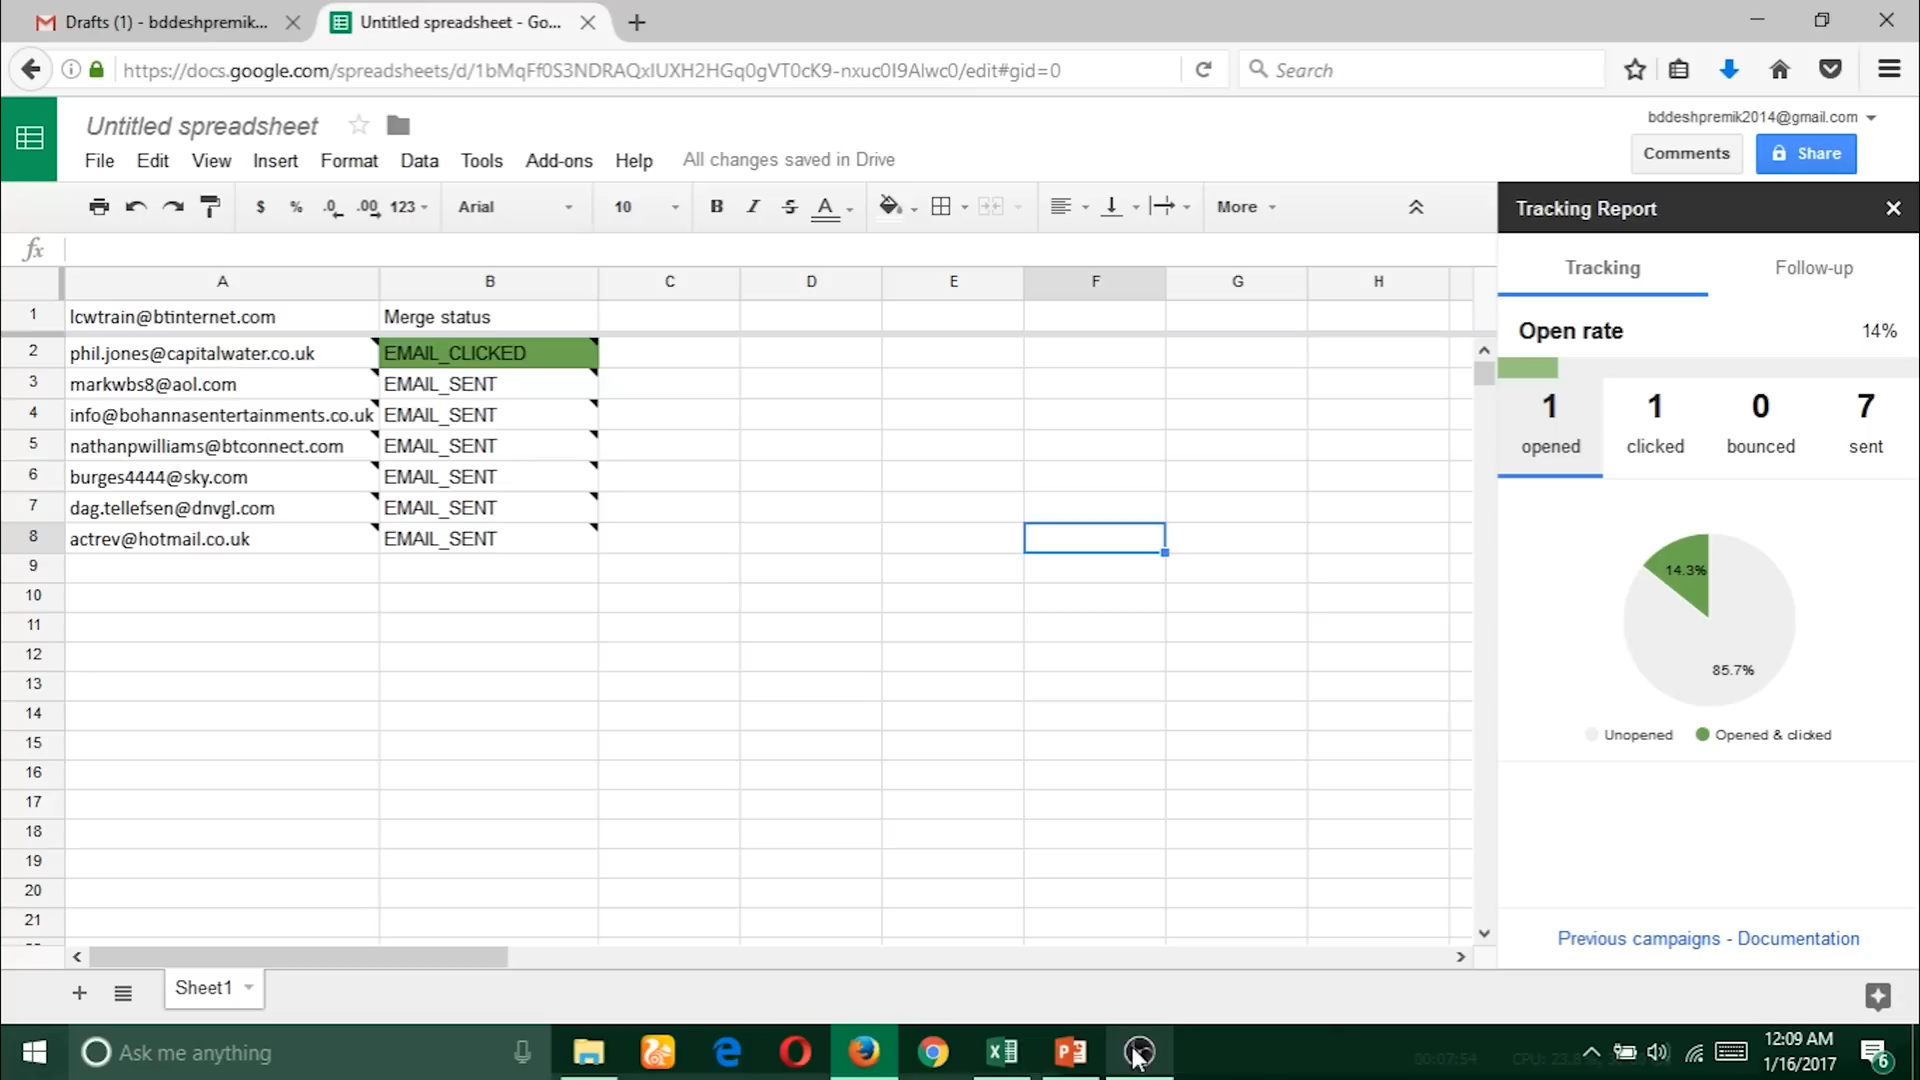 Drafts (1) - bddeshpremik...
Untitled spreadsheet - Go...
https://docs.google.com/spreadsheets/d/1bMqFf0S3NDRAQxIUXH2HGq0gVT0cK9-nxuc0I9Alwc0/edit#gid=0
Search
Untitled spreadsheet
bddeshpremik2014@gmail.com
File Edit View Insert Format Data Tools Add-ons Help All changes saved in Drive
Comments
Share
$ % .0 .00 123 Arial 10 B I S A More
Tracking Report
fx
Tracking Follow-up
A B C D E F G H
1 lcwtrain@btinternet.com Merge status
Open rate 14%
2 phil.jones@capitalwater.co.uk EMAIL_CLICKED
3 markwbs8@aol.com EMAIL_SENT
4 info@bohannasentertainments.co.uk EMAIL_SENT
5 nathanpwilliams@btconnect.com EMAIL_SENT
6 burges4444@sky.com EMAIL_SENT
7 dag.tellefsen@dnvgl.com EMAIL_SENT
8 actrev@hotmail.co.uk EMAIL_SENT
9
10
11
12
13
14
15
16
17
18
19
20
21
1 1 0 7
opened clicked bounced sent
14.3%
85.7%
Unopened Opened & clicked
Previous campaigns - Documentation
Sheet1
Ask me anything
00:07:54
12:09 AM
1/16/2017
6